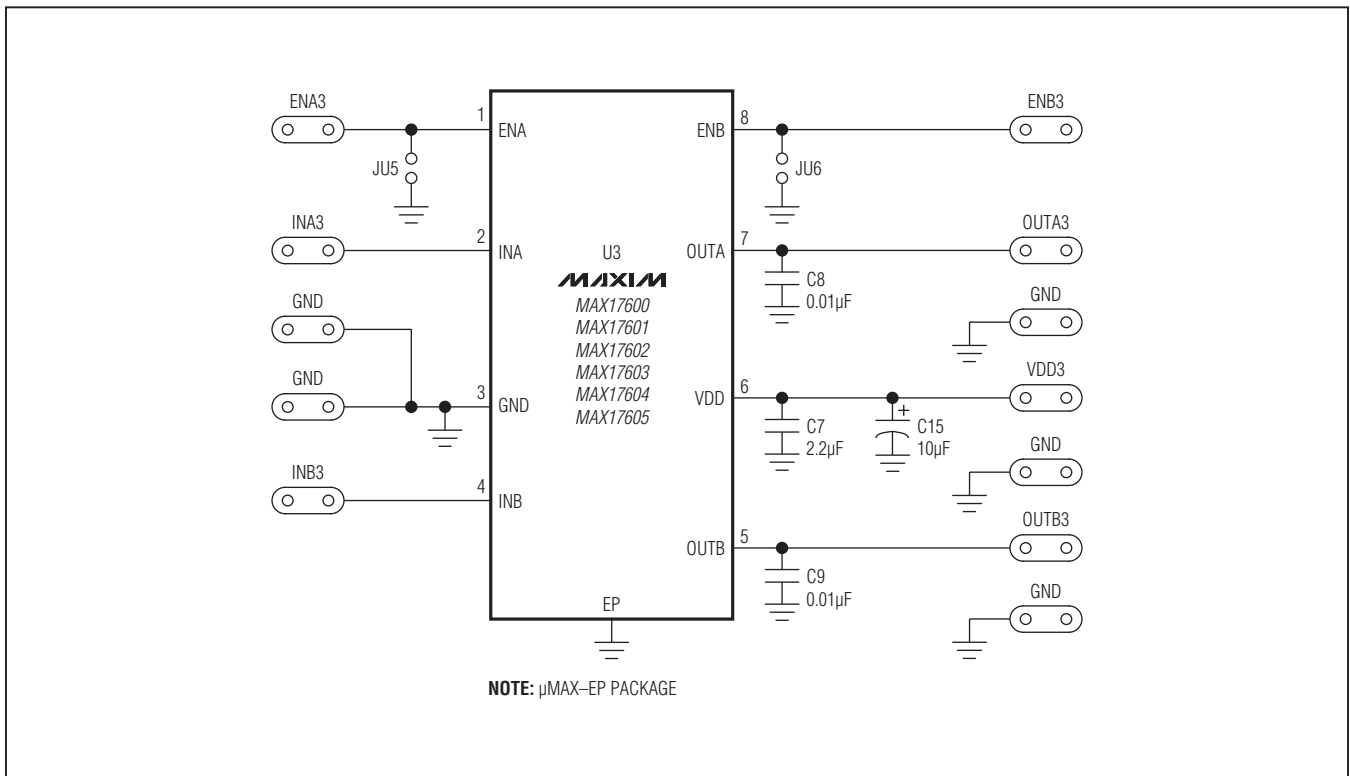 ENA3
1
ENA
JU5
INA3
2
INA
GND
GND
3
GND
INB3
4
INB
U3
MAXIM
MAX17600
MAX17601
MAX17602
MAX17603
MAX17604
MAX17605
EP
ENB
8
ENB3
JU6
OUTA
7
OUTA3
C8
0.01µF
GND
VDD
6
VDD3
C7
2.2µF
+
C15
10µF
GND
OUTB
5
OUTB3
C9
0.01µF
GND
NOTE: µMAX–EP PACKAGE